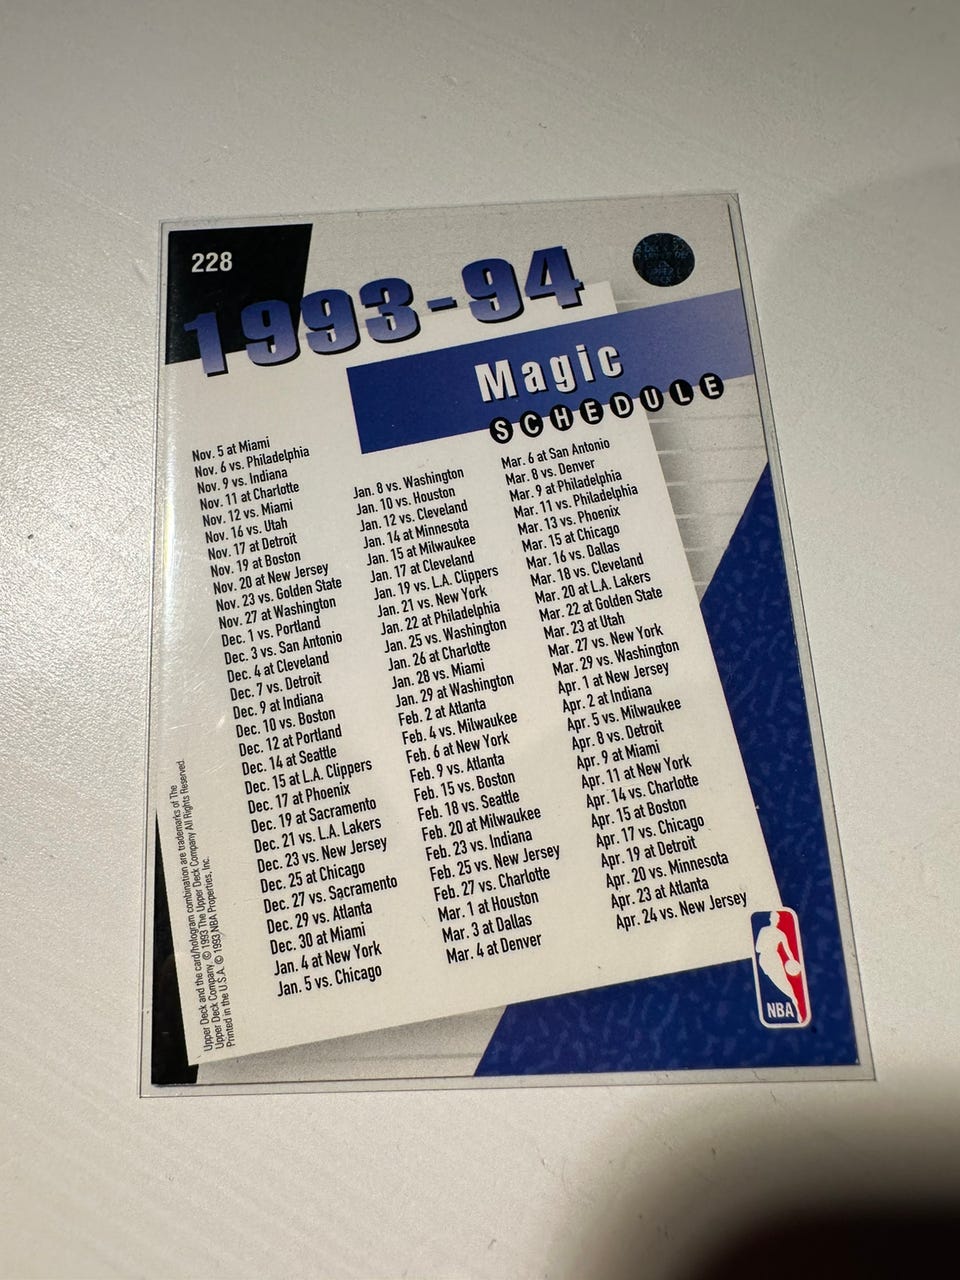 228
1993-94
Magic
SCHEDULE
Nov. 5 at Miami
Nov. 6 vs. Philadelphia
Nov. 9 vs. Indiana
Nov. 11 at Charlotte
Nov. 12 vs. Miami
Nov. 16 vs. Utah
Nov. 17 at Detroit
Nov. 19 at Boston
Nov. 20 at New Jersey
Nov. 23 vs. Golden State
Nov. 27 at Washington
Dec. 1 vs. Portland
Dec. 3 vs. San Antonio
Dec. 4 at Cleveland
Dec. 7 vs. Detroit
Dec. 9 at Indiana
Dec. 10 vs. Boston
Dec. 12 at Portland
Dec. 14 at Seattle
Dec. 15 at L.A. Clippers
Dec. 17 at Phoenix
Dec. 19 at Sacramento
Dec. 21 vs. L.A. Lakers
Dec. 23 vs. New Jersey
Dec. 25 at Chicago
Dec. 27 vs. Sacramento
Dec. 29 vs. Atlanta
Dec. 30 at Miami
Jan. 4 at New York
Jan. 5 vs. Chicago
Jan. 8 vs. Washington
Jan. 10 vs. Houston
Jan. 12 vs. Cleveland
Jan. 14 at Minnesota
Jan. 15 at Milwaukee
Jan. 17 at Cleveland
Jan. 19 vs. L.A. Clippers
Jan. 21 vs. New York
Jan. 22 at Philadelphia
Jan. 25 vs. Washington
Jan. 26 at Charlotte
Jan. 28 vs. Miami
Jan. 29 at Washington
Feb. 2 at Atlanta
Feb. 4 vs. Milwaukee
Feb. 6 at New York
Feb. 9 vs. Atlanta
Feb. 15 vs. Boston
Feb. 18 vs. Seattle
Feb. 20 at Milwaukee
Feb. 23 vs. Indiana
Feb. 25 vs. New Jersey
Feb. 27 vs. Charlotte
Mar. 1 at Houston
Mar. 3 at Dallas
Mar. 4 at Denver
Mar. 6 at San Antonio
Mar. 8 vs. Denver
Mar. 9 at Philadelphia
Mar. 11 vs. Philadelphia
Mar. 13 vs. Phoenix
Mar. 15 at Chicago
Mar. 16 vs. Dallas
Mar. 18 vs. Cleveland
Mar. 20 at L.A. Lakers
Mar. 22 at Golden State
Mar. 23 at Utah
Mar. 27 vs. New York
Mar. 29 vs. Washington
Apr. 1 at New Jersey
Apr. 2 at Indiana
Apr. 5 vs. Milwaukee
Apr. 8 vs. Detroit
Apr. 9 at Miami
Apr. 11 at New York
Apr. 14 vs. Charlotte
Apr. 15 at Boston
Apr. 17 vs. Chicago
Apr. 19 at Detroit
Apr. 20 vs. Minnesota
Apr. 23 at Atlanta
Apr. 24 vs. New Jersey
Upper Deck and the card/hologram combination are trademarks of The
Upper Deck Company. © 1993 The Upper Deck Company All Rights Reserved.
Printed in the U.S.A. © 1993 NBA Properties, Inc.
NBA